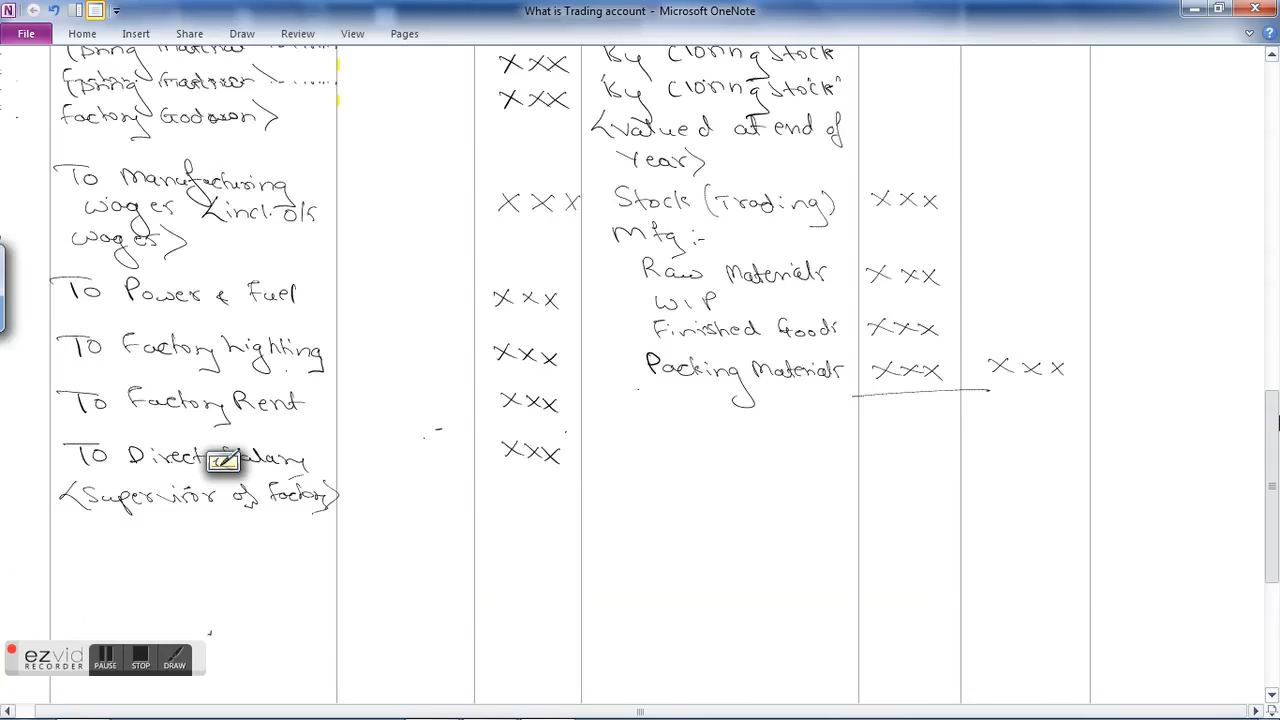 What is Trading account - Microsoft OneNote
File Home Insert Share Draw Review View Pages
XXX
XXX
Factory Godown>
To Manufacturing
wages <incl. O/s
wages>
XXX
To Power & Fuel
XXX
To Factory Lighting
XXX
To Factory Rent
XXX
To Direct Salary
XXX
<Supervisor of Factory>
By Closing Stock
"By Closing Stock"
<Valued at end of
Year>
Stock (Trading)
XXX
Mfg :-
Raw Materials
XXX
WIP
Finished Goods
XXX
Packing Materials
XXX
XXX
ezvid
RECORDER
PAUSE
STOP
DRAW